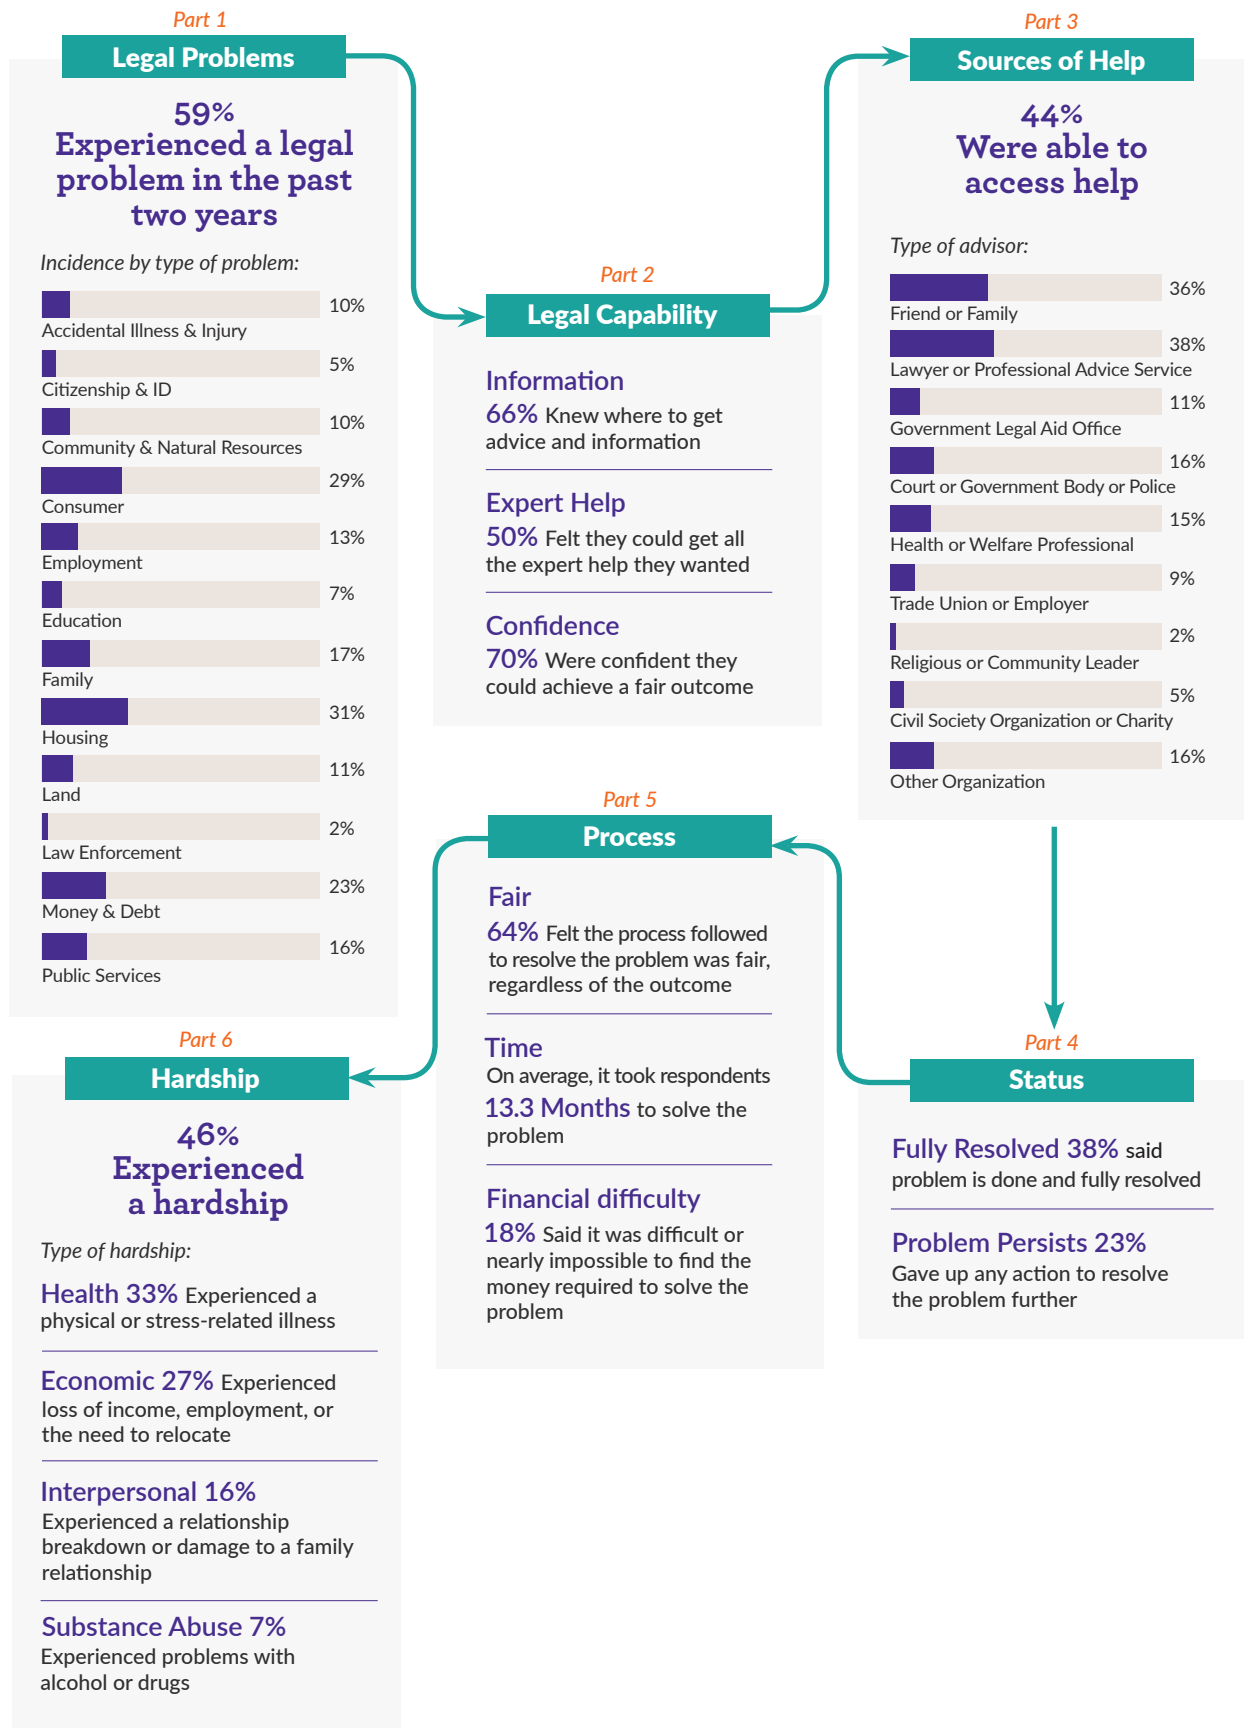 Part 1
Legal Problems
59%
Experienced a legal
problem in the past
two years
Incidence by type of problem:
10%
Accidental Illness & Injury
5%
Citizenship & ID
10%
Community & Natural Resources
29%
Consumer
13%
Employment
7%
Education
17%
Family
31%
Housing
11%
Land
2%
Law Enforcement
23%
Money & Debt
16%
Public Services
Part 2
Legal Capability
Information
66% Knew where to get
advice and information
Expert Help
50% Felt they could get all
the expert help they wanted
Confidence
70% Were confident they
could achieve a fair outcome
Part 3
Sources of Help
44%
Were able to
access help
Type of advisor:
36%
Friend or Family
38%
Lawyer or Professional Advice Service
11%
Government Legal Aid Office
16%
Court or Government Body or Police
15%
Health or Welfare Professional
9%
Trade Union or Employer
2%
Religious or Community Leader
5%
Civil Society Organization or Charity
16%
Other Organization
Part 4
Status
Fully Resolved 38% said
problem is done and fully resolved
Problem Persists 23%
Gave up any action to resolve
the problem further
Part 5
Process
Fair
64% Felt the process followed
to resolve the problem was fair,
regardless of the outcome
Time
On average, it took respondents
13.3 Months to solve the
problem
Financial difficulty
18% Said it was difficult or
nearly impossible to find the
money required to solve the
problem
Part 6
Hardship
46%
Experienced
a hardship
Type of hardship:
Health 33% Experienced a
physical or stress-related illness
Economic 27% Experienced
loss of income, employment, or
the need to relocate
Interpersonal 16%
Experienced a relationship
breakdown or damage to a family
relationship
Substance Abuse 7%
Experienced problems with
alcohol or drugs